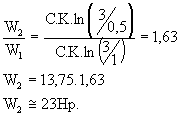 W₂/W₁ = C.K.ln(3/0,5) / C.K.ln(3/1) = 1,63
W₂ = 13,75.1,63
W₂ ≅ 23Hp.